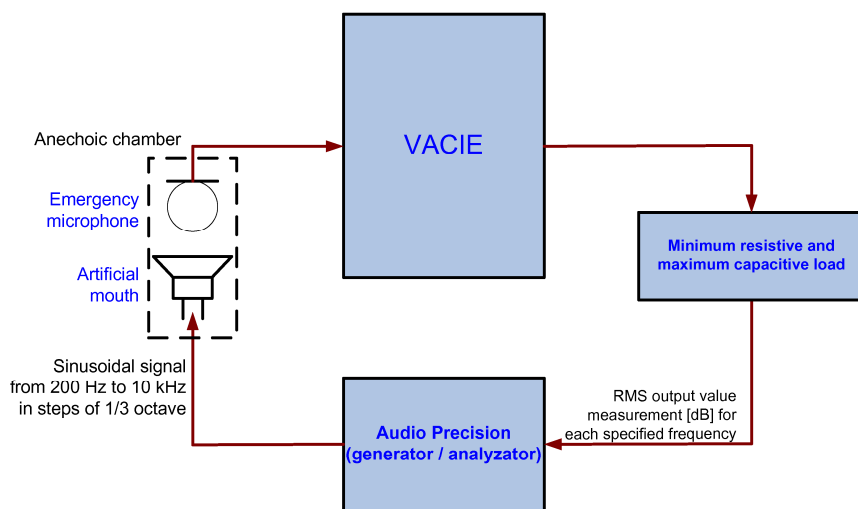 Anechoic chamber
VACIE
Emergency
microphone
Artificial
mouth
Minimum resistive and
maximum capacitive load
Sinusoidal signal
from 200 Hz to 10 kHz
in steps of 1/3 octave
Audio Precision
(generator / analyzator)
RMS output value
measurement [dB] for
each specified frequency